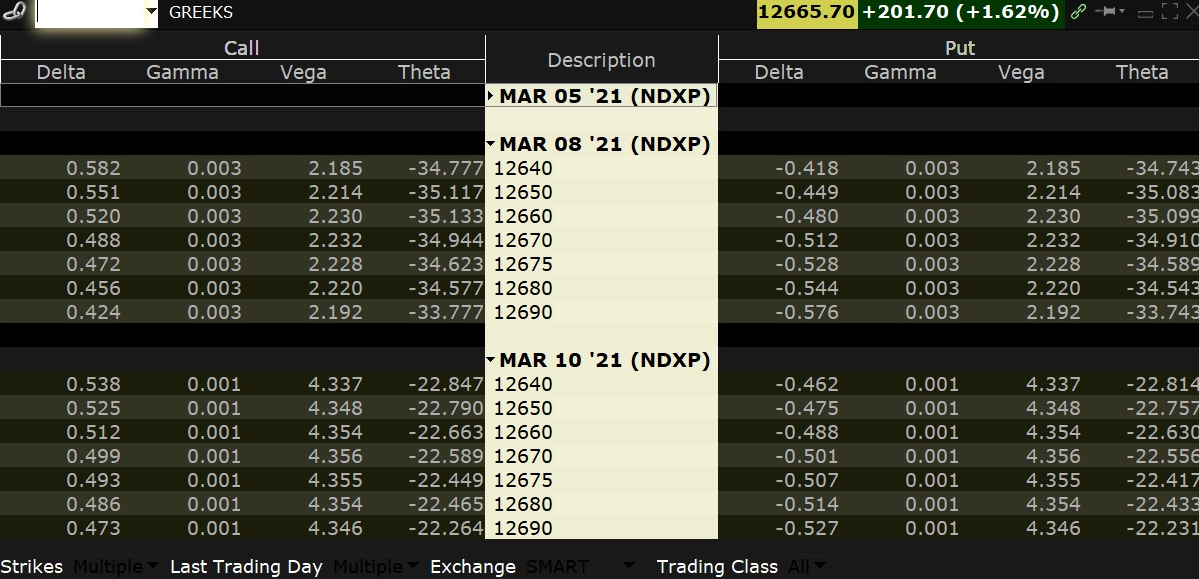 GREEKS 12665.70 +201.70 (+1.62%)
Call Description Put
Delta Gamma Vega Theta Delta Gamma Vega Theta
MAR 05 '21 (NDXP)
MAR 08 '21 (NDXP)
0.582 0.003 2.185 -34.777 12640 -0.418 0.003 2.185 -34.743
0.551 0.003 2.214 -35.117 12650 -0.449 0.003 2.214 -35.083
0.520 0.003 2.230 -35.133 12660 -0.480 0.003 2.230 -35.099
0.488 0.003 2.232 -34.944 12670 -0.512 0.003 2.232 -34.910
0.472 0.003 2.228 -34.623 12675 -0.528 0.003 2.228 -34.589
0.456 0.003 2.220 -34.577 12680 -0.544 0.003 2.220 -34.543
0.424 0.003 2.192 -33.777 12690 -0.576 0.003 2.192 -33.743
MAR 10 '21 (NDXP)
0.538 0.001 4.337 -22.847 12640 -0.462 0.001 4.337 -22.814
0.525 0.001 4.348 -22.790 12650 -0.475 0.001 4.348 -22.757
0.512 0.001 4.354 -22.663 12660 -0.488 0.001 4.354 -22.630
0.499 0.001 4.356 -22.589 12670 -0.501 0.001 4.356 -22.556
0.493 0.001 4.355 -22.449 12675 -0.507 0.001 4.355 -22.417
0.486 0.001 4.354 -22.465 12680 -0.514 0.001 4.354 -22.433
0.473 0.001 4.346 -22.264 12690 -0.527 0.001 4.346 -22.231
Strikes Multiple Last Trading Day Multiple Exchange SMART Trading Class All